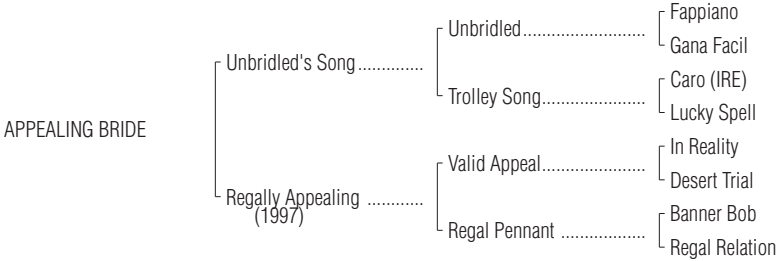 Fappiano
Unbridled..........................
Gana Facil
Unbridled's Song..............
Caro (IRE)
Trolley Song......................
Lucky Spell
APPEALING BRIDE
In Reality
Valid Appeal......................
Desert Trial
Regally Appealing ............
(1997)
Banner Bob
Regal Pennant ..................
Regal Relation